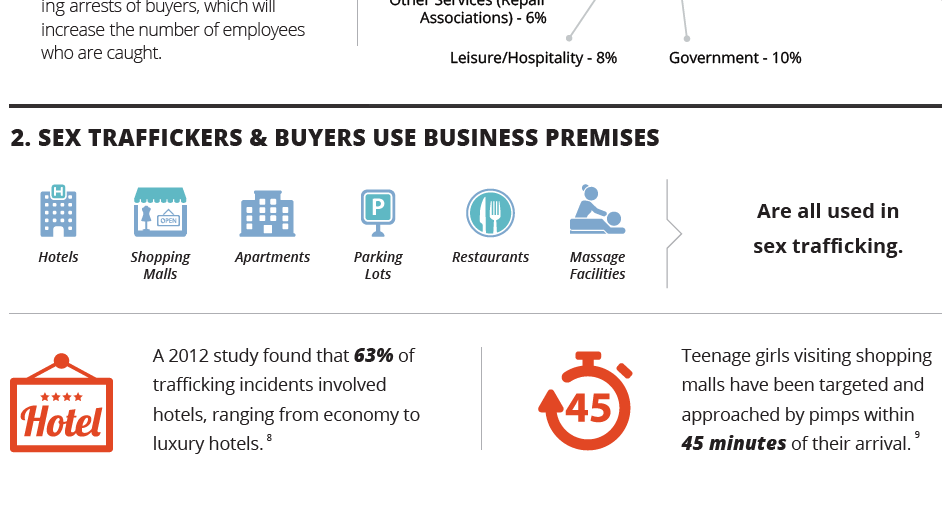 ing arrests of buyers, which will
increase the number of employees
who are caught.
Other Services (Repair
Associations) - 6%
Leisure/Hospitality - 8%
Government - 10%
2. SEX TRAFFICKERS & BUYERS USE BUSINESS PREMISES
H
OPEN
P
Hotels
Shopping
Malls
Apartments
Parking
Lots
Restaurants
Massage
Facilities
Are all used in
sex trafficking.
Hotel
A 2012 study found that 63% of
trafficking incidents involved
hotels, ranging from economy to
luxury hotels. 8
45
Teenage girls visiting shopping
malls have been targeted and
approached by pimps within
45 minutes of their arrival. 9